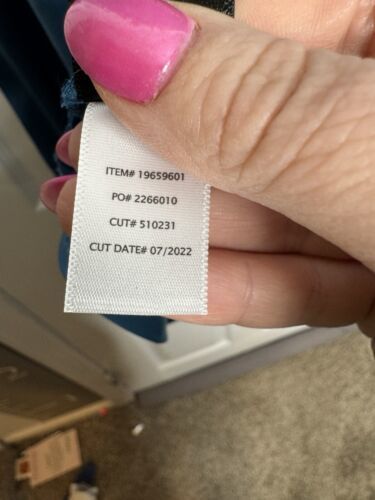 ITEM# 19659601
PO# 2266010
CUT# 510231
CUT DATE# 07/2022